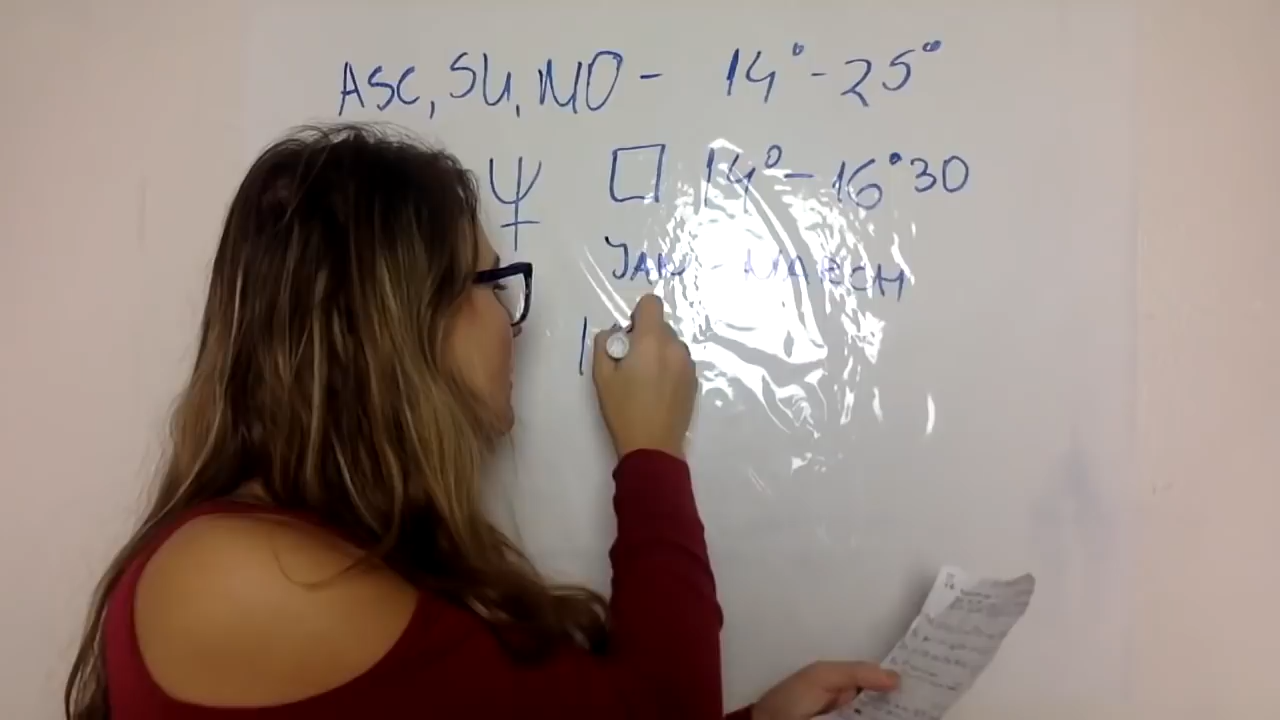 ASC, SU, MO - 14° - 25°
♆ □ 14° - 16°30
JAN - MARCH